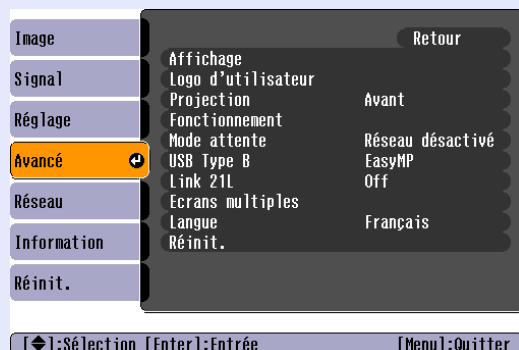 Image
Signal
Réglage
Avancé
Réseau
Information
Réinit.
Retour
Affichage
Logo d'utilisateur
Projection Avant
Fonctionnement
Mode attente Réseau désactivé
USB Type B EasyMP
Link 21L Off
Ecrans multiples
Langue Français
Réinit.
[◆]:Sélection [Enter]:Entrée [Menu]:Quitter